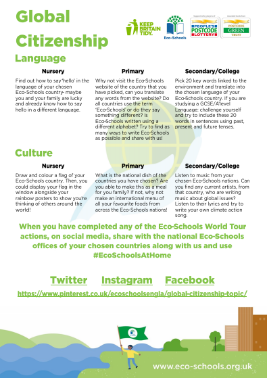 Global
Citizenship
KEEP
BRITAIN
TIDY
Eco-Schools
PEOPLE'S
POSTCODE
LOTTERY
GREEN
Language
Nursery
Find out how to say 'hello' in the
language of your chosen
Eco-Schools country- maybe
you and your family are lucky
and already know how to say
hello in a different language.
Primary
Why not visit the Eco-Schools
website of the country that you
have picked, can you translate
any words from the website? Do
all countries use the term
'Eco-Schools' or do they say
something different? Is
Eco-Schools written using a
different alphabet? Try to find as
many ways to write Eco-Schools
as possible and share with us
Secondary/College
Pick 20 key words linked to the
environment and translate into
the chosen language of your
Eco-Schools country. If you are
studying a GCSE/A'level
Language challenge yourself
and try to include these 20
words in sentences using past,
present and future tenses.
Culture
Nursery
Draw and colour a flag of your
Eco-Schools country. Then, you
could display your flag in the
window alongside your
rainbow posters to show you're
thinking of others around the
world!
Primary
What is the national dish of the
countries you have chosen? Are
you able to make this as a meal
for you family? If not, why not
make an international menu of
all your favourite foods from
across the Eco-Schools nations!
Secondary/College
Listen to music from your
chosen Eco-Schools nations. Can
you find any current artists, from
that country, who are writing
music about global issues?
Listen to their lyrics and try to
write your own climate action
song.
When you have completed any of the Eco-Schools World Tour
actions, on social media, share with the national Eco-Schools
offices of your chosen countries along with us and use
#EcoSchoolsAtHome
Twitter Instagram Facebook
https://www.pinterest.co.uk/ecoschoolsengla/global-citizenship-topic/
www.eco-schools.org.uk